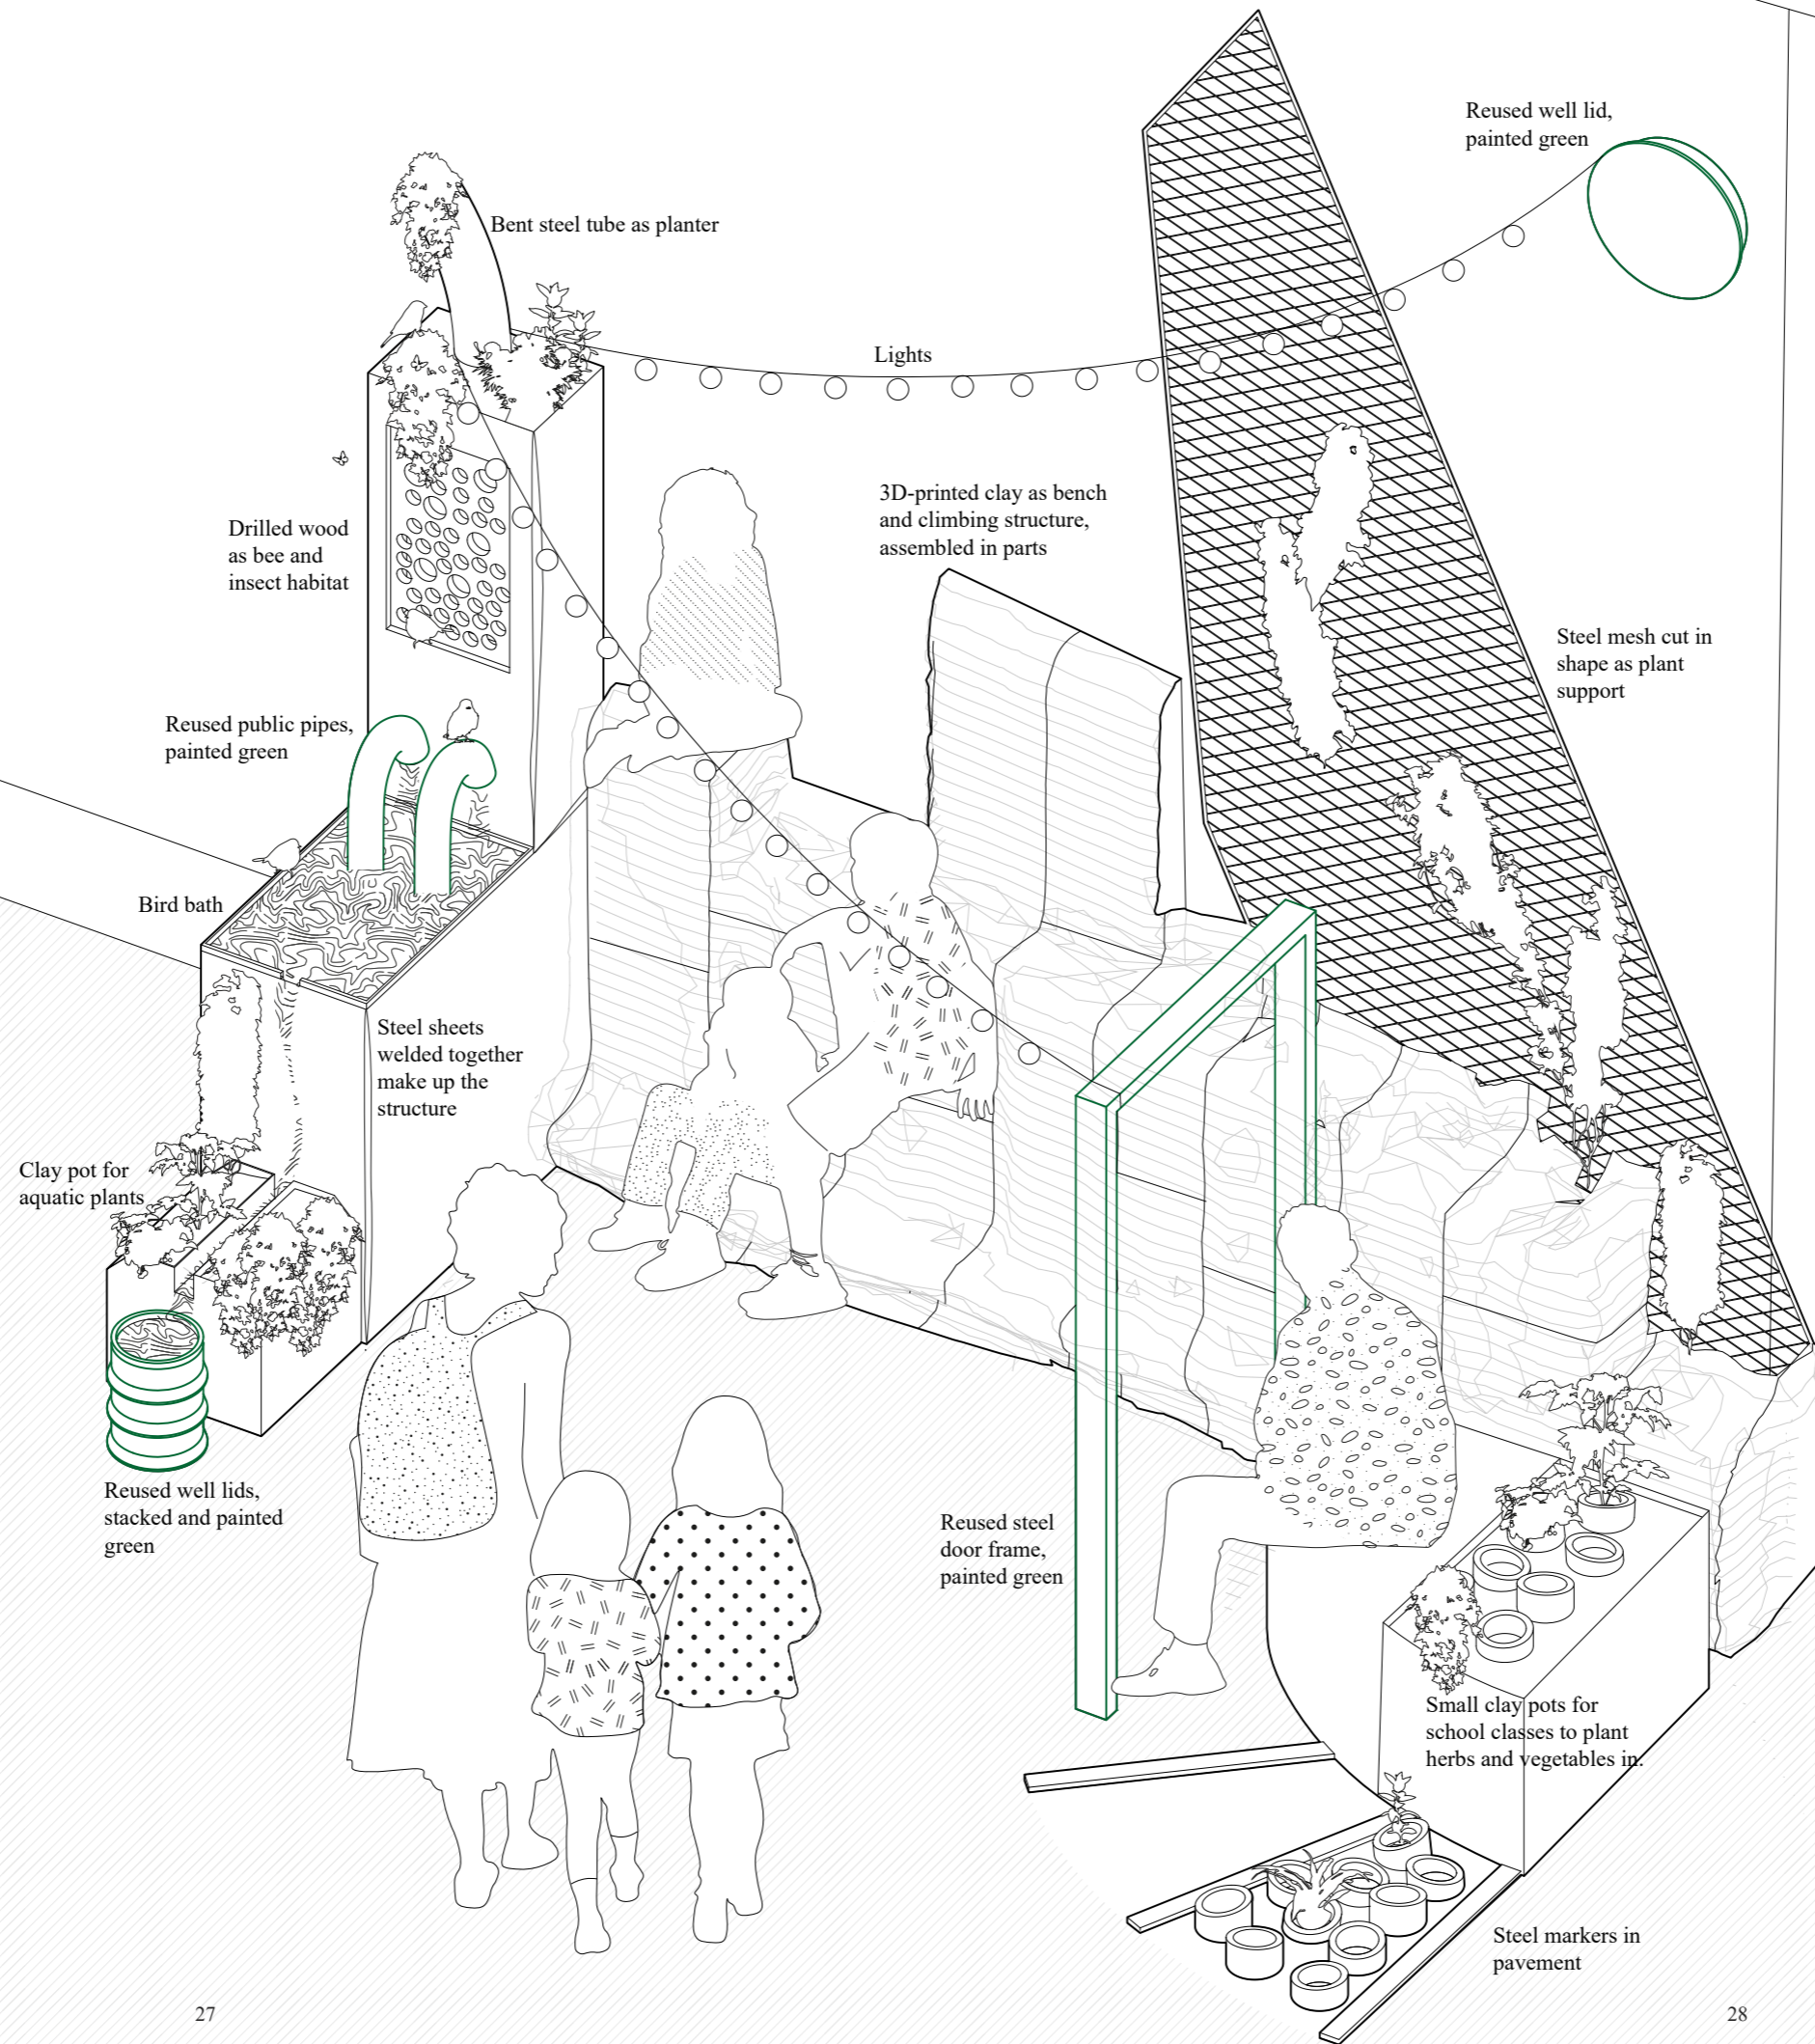 Reused well lid,
painted green
Bent steel tube as planter
Lights
3D-printed clay as bench
and climbing structure,
assembled in parts
Drilled wood
as bee and
insect habitat
Steel mesh cut in
shape as plant
support
Reused public pipes,
painted green
Bird bath
Steel sheets
welded together
make up the
structure
Clay pot for
aquatic plants
Reused well lids,
stacked and painted
green
Reused steel
door frame,
painted green
Small clay pots for
school classes to plant
herbs and vegetables in.
Steel markers in
pavement
27
28